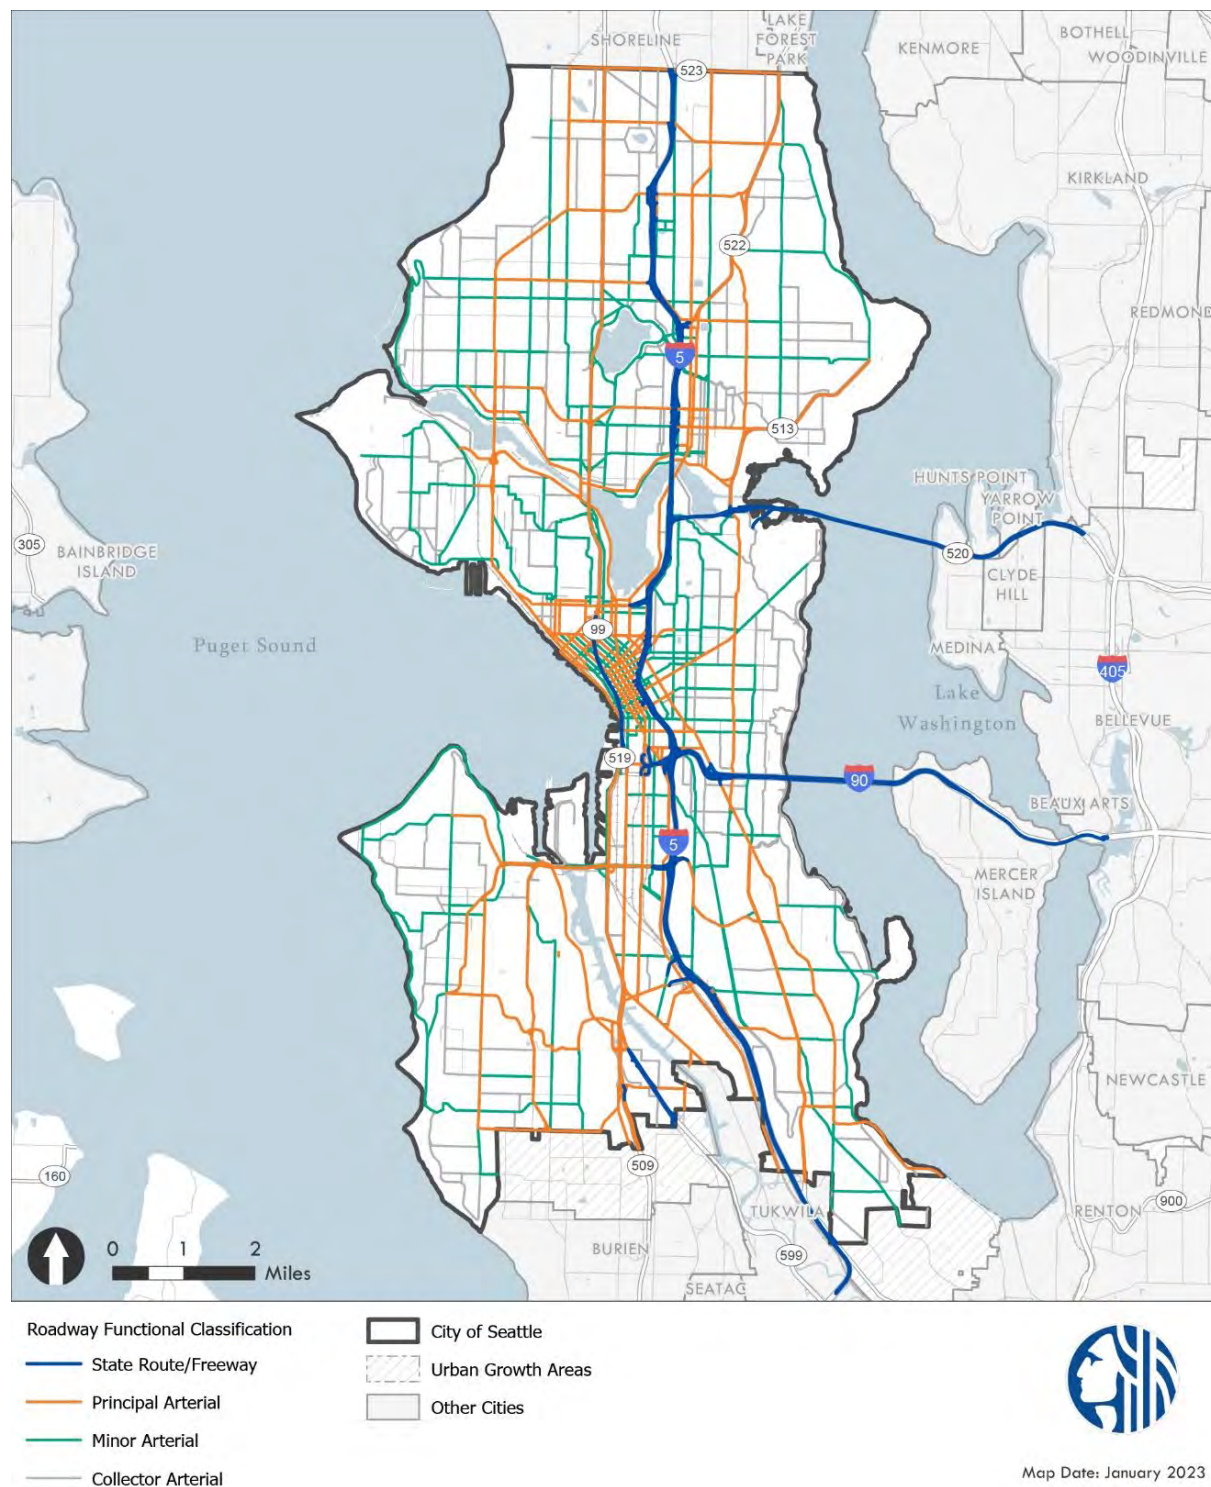 SHORELINE
LAKE
FOREST
PARK
KENMORE
BOTHELL
WOODINVILLE
523
KIRKLAND
522
REDMOND
5
513
HUNTS POINT
YARROW
POINT
305
BAINBRIDGE
ISLAND
520
CLYDE
HILL
99
Puget Sound
MEDINA
405
Lake
Washington
BELLEVUE
519
90
BEAUX ARTS
5
MERCER
ISLAND
NEWCASTLE
509
160
TUKWILA
RENTON
900
BURIEN
599
SEATAC
0 1 2
Miles
Roadway Functional Classification
State Route/Freeway
Principal Arterial
Minor Arterial
Collector Arterial
City of Seattle
Urban Growth Areas
Other Cities
Map Date: January 2023